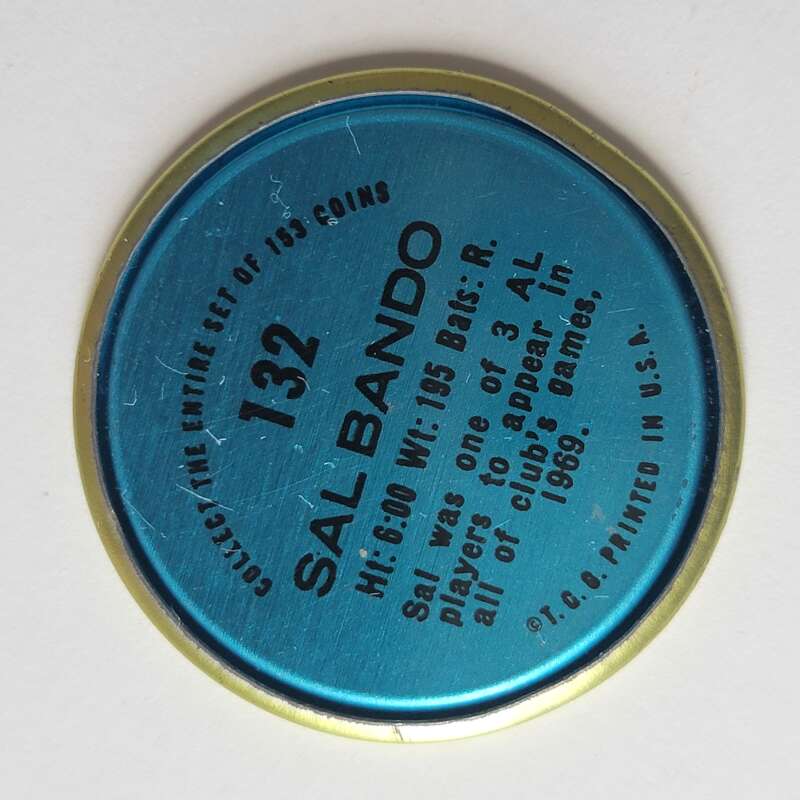 COLLECT THE ENTIRE SET OF 153 COINS
132
SAL BANDO
Ht: 6:00 Wt: 195 Bats: R.
Sal was one of 3 AL
players to appear in
all of club's games,
1969.
©T. C. G. PRINTED IN U.S.A.